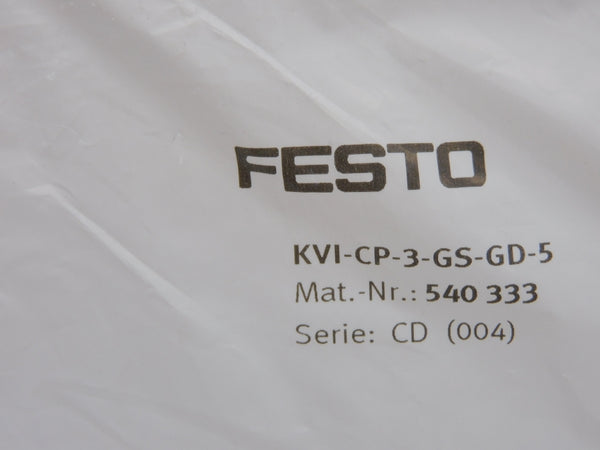 FESTO
KVI-CP-3-GS-GD-5
Mat.-Nr.: 540 333
Serie: CD (004)